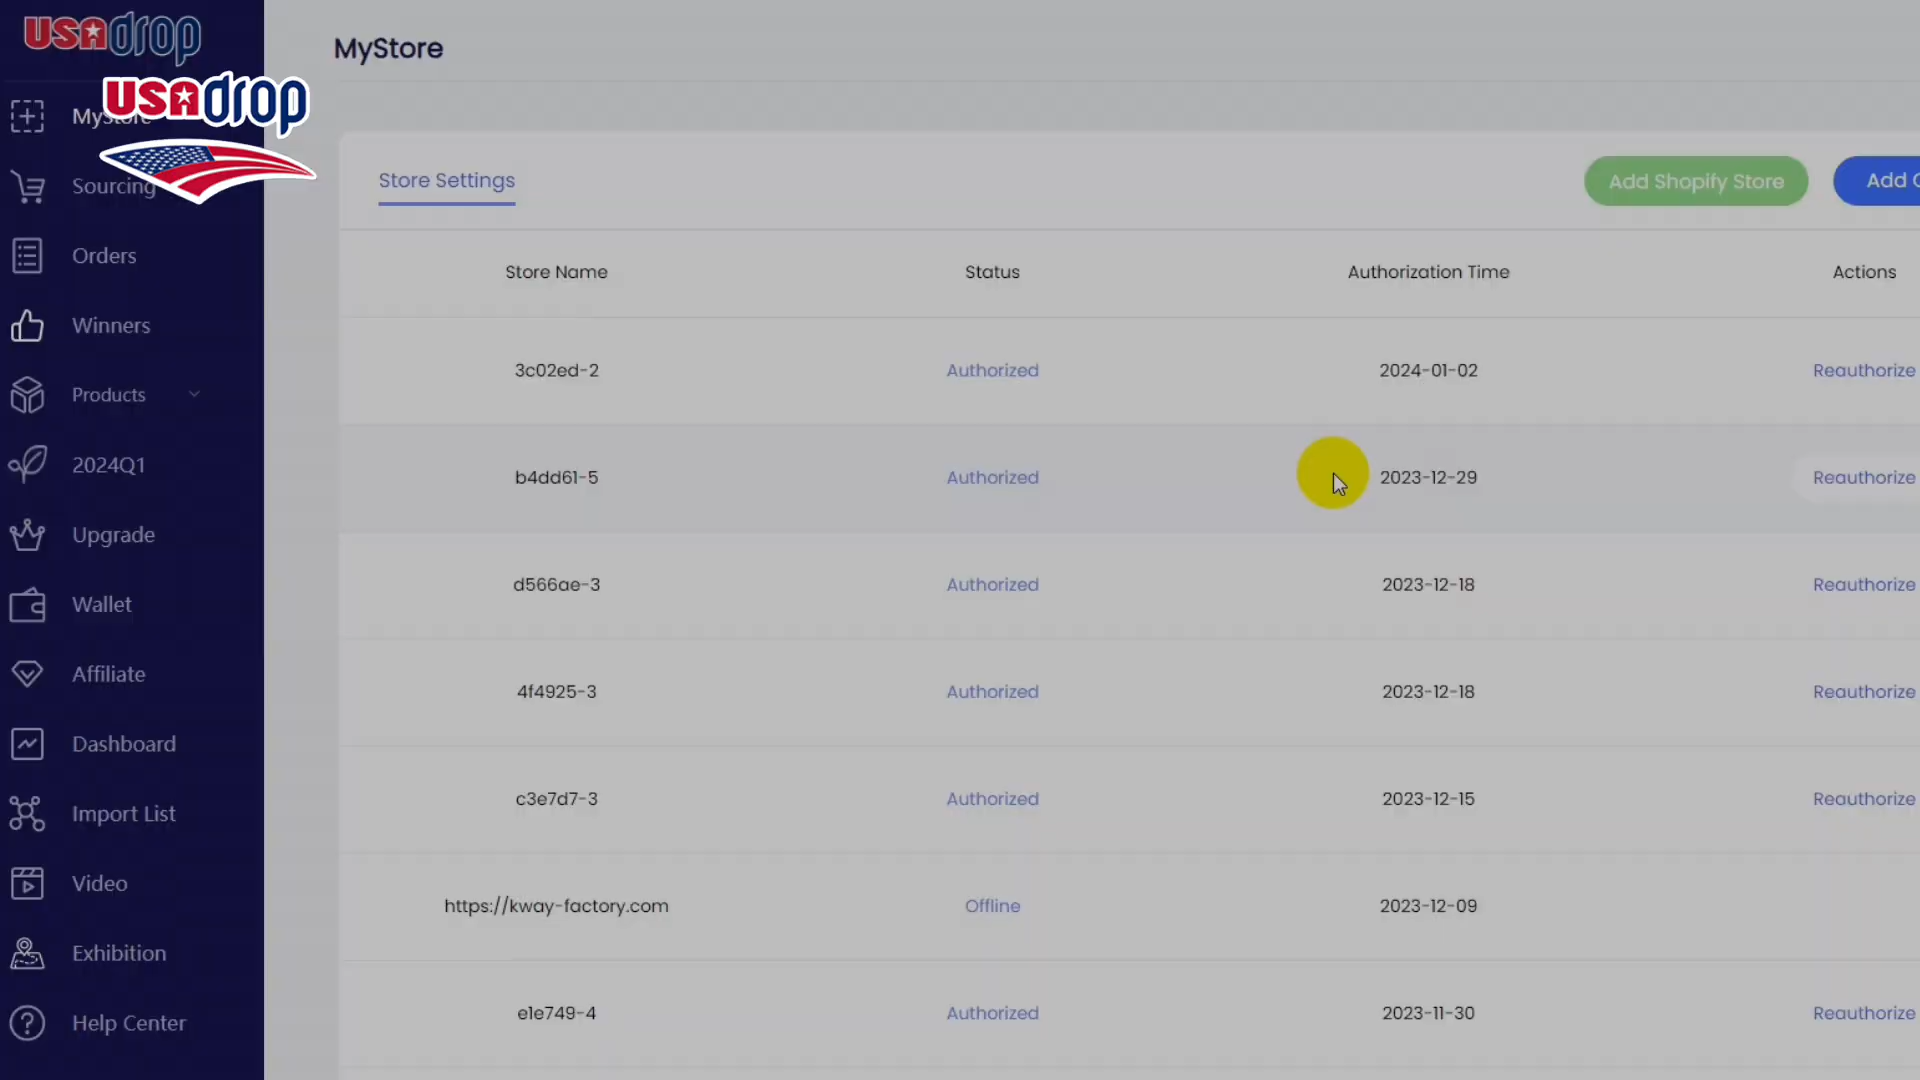 usadrop
usadrop
MyStore
Sourcing
Orders
Winners
Products
2024Q1
Upgrade
Wallet
Affiliate
Dashboard
Import List
Video
Exhibition
Help Center
MyStore
Store Settings
Add Shopify Store
Add
Store Name Status Authorization Time Actions
3c02ed-2 Authorized 2024-01-02 Reauthorize
b4dd61-5 Authorized 2023-12-29 Reauthorize
d566ae-3 Authorized 2023-12-18 Reauthorize
4f4925-3 Authorized 2023-12-18 Reauthorize
c3e7d7-3 Authorized 2023-12-15 Reauthorize
https://kway-factory.com Offline 2023-12-09
e1e749-4 Authorized 2023-11-30 Reauthorize